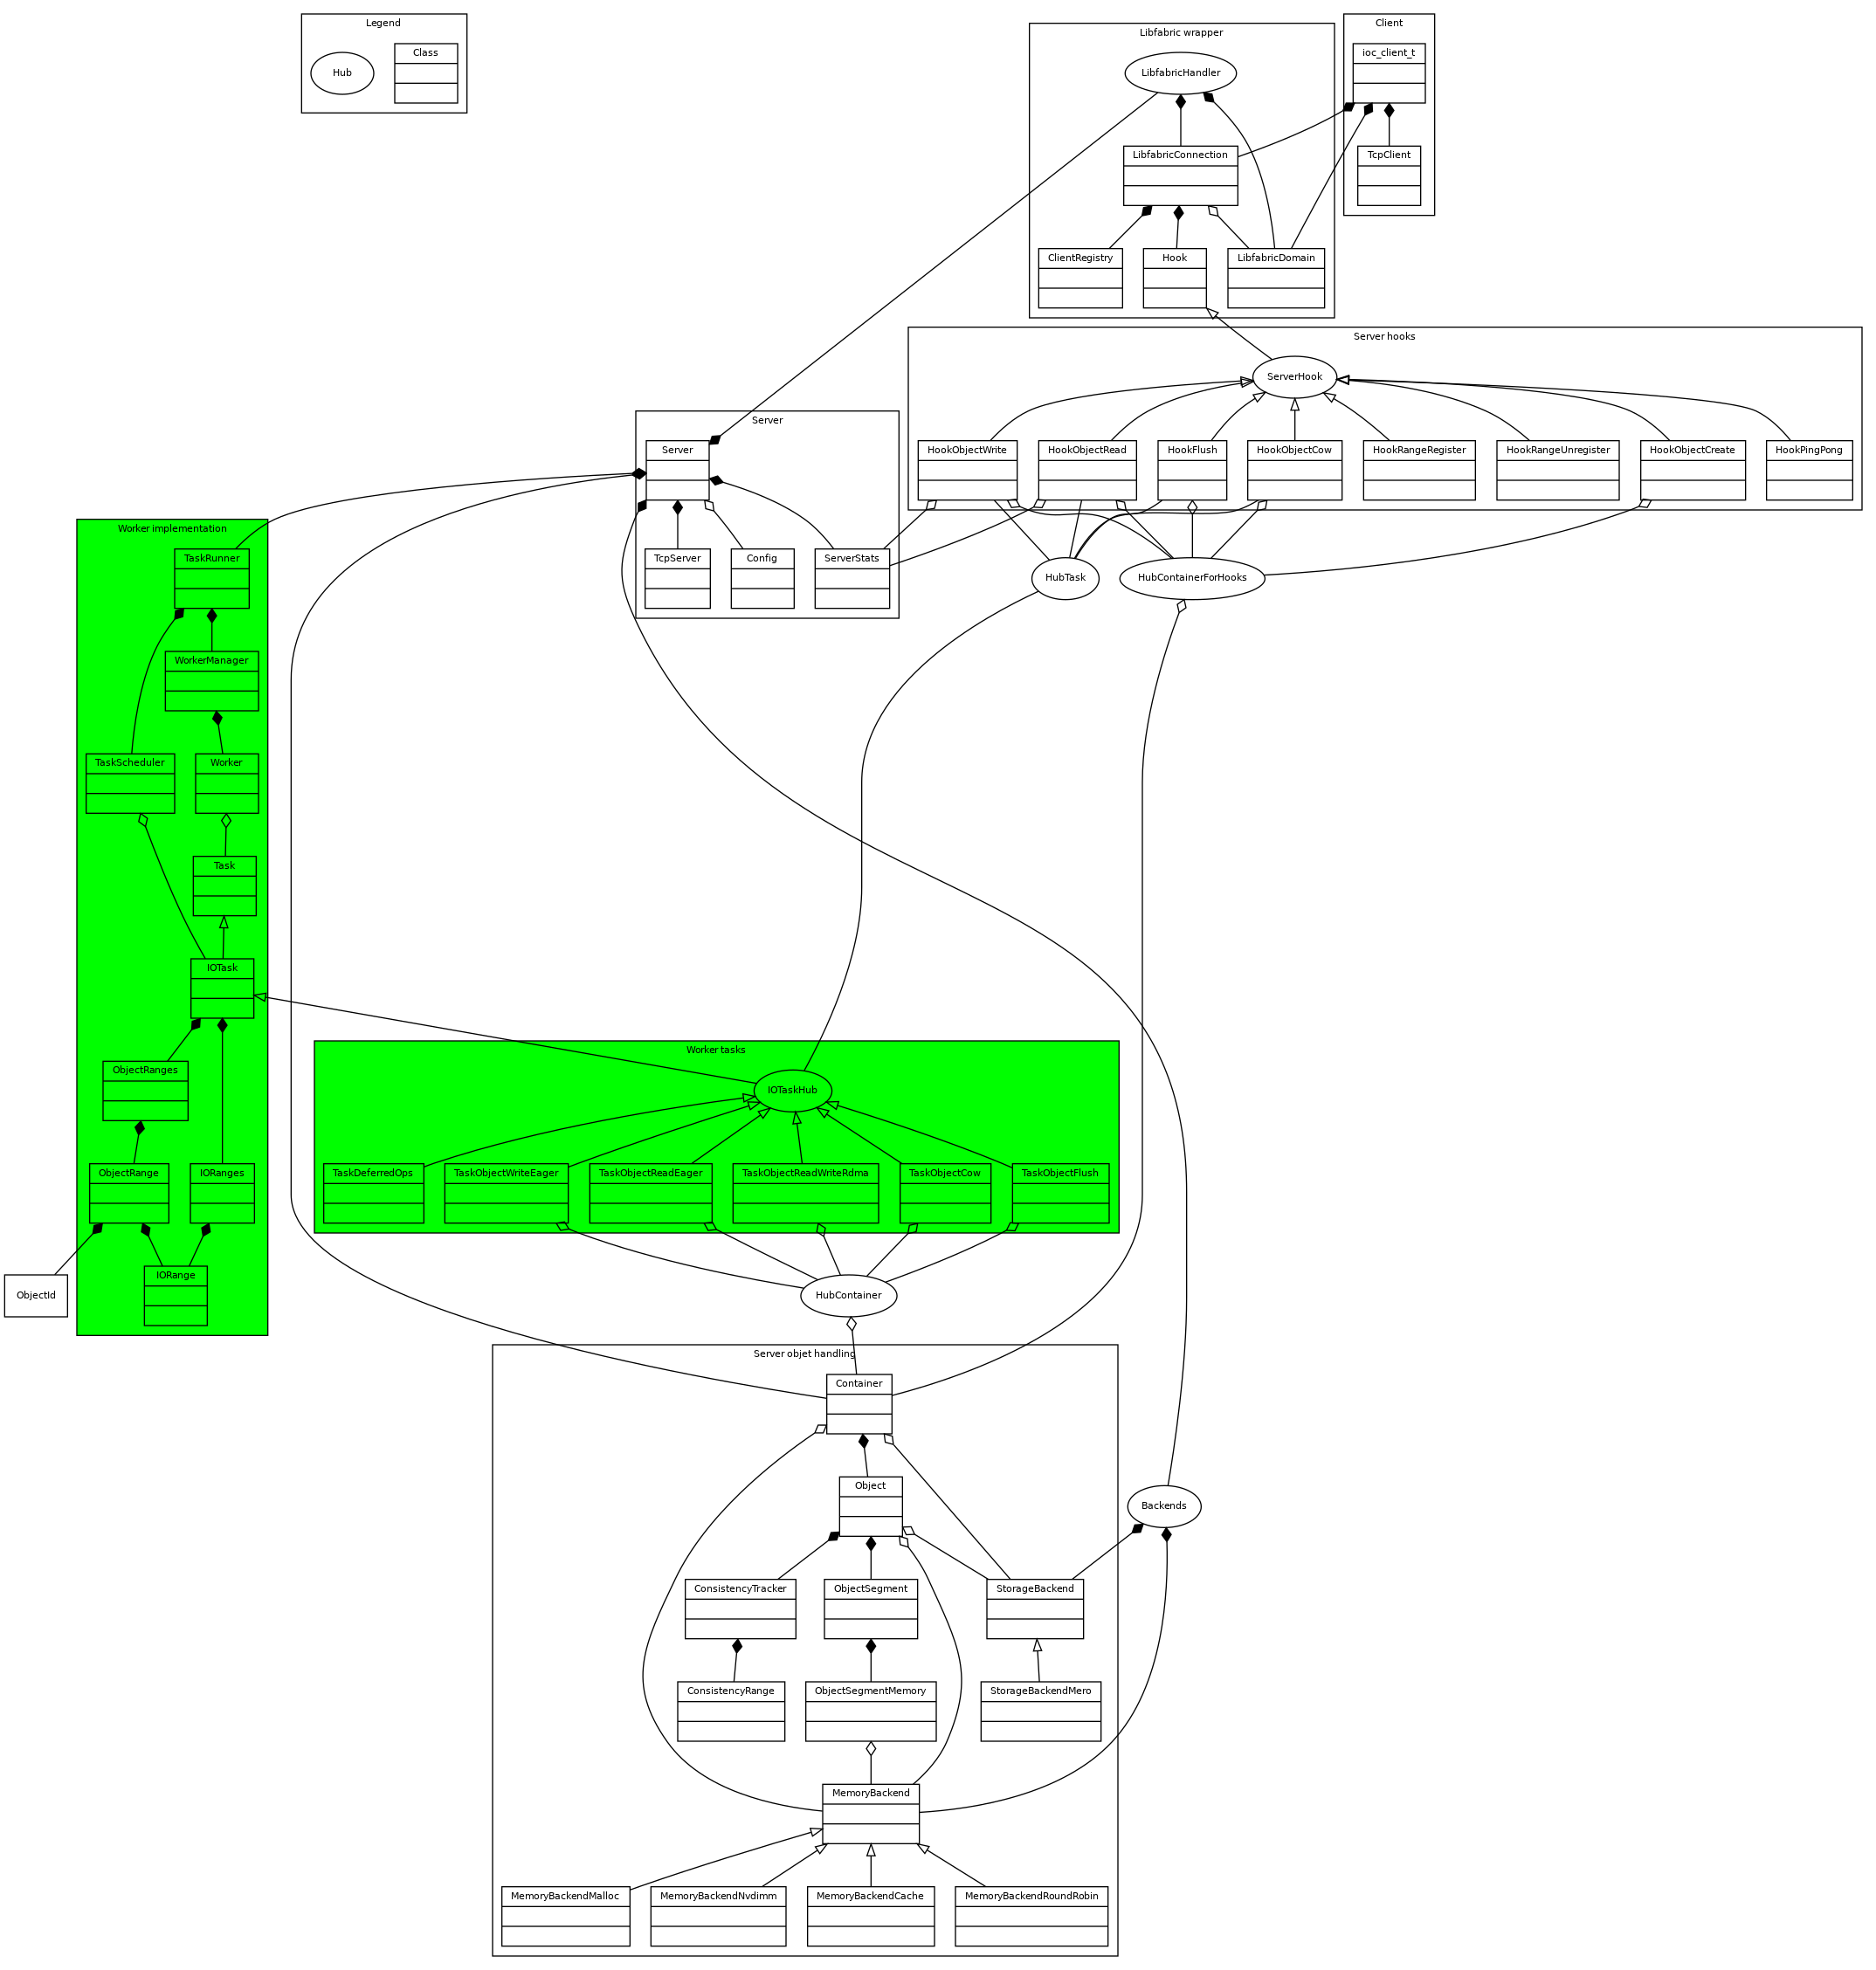 Legend
Hub
Class
Libfabric wrapper
LibfabricHandler
LibfabricConnection
ClientRegistry
Hook
LibfabricDomain
Client
ioc_client_t
TcpClient
Server hooks
ServerHook
HookObjectWrite
HookObjectRead
HookFlush
HookObjectCow
HookRangeRegister
HookRangeUnregister
HookObjectCreate
HookPingPong
Server
Server
TcpServer
Config
ServerStats
HubTask
HubContainerForHooks
Worker implementation
TaskRunner
WorkerManager
TaskScheduler
Worker
Task
IOTask
ObjectRanges
ObjectRange
IORanges
IORange
ObjectId
Worker tasks
IOTaskHub
TaskDeferredOps
TaskObjectWriteEager
TaskObjectReadEager
TaskObjectReadWriteRdma
TaskObjectCow
TaskObjectFlush
HubContainer
Server objet handling
Container
Object
Backends
ConsistencyTracker
ObjectSegment
StorageBackend
ConsistencyRange
ObjectSegmentMemory
StorageBackendMero
MemoryBackend
MemoryBackendMalloc
MemoryBackendNvdimm
MemoryBackendCache
MemoryBackendRoundRobin